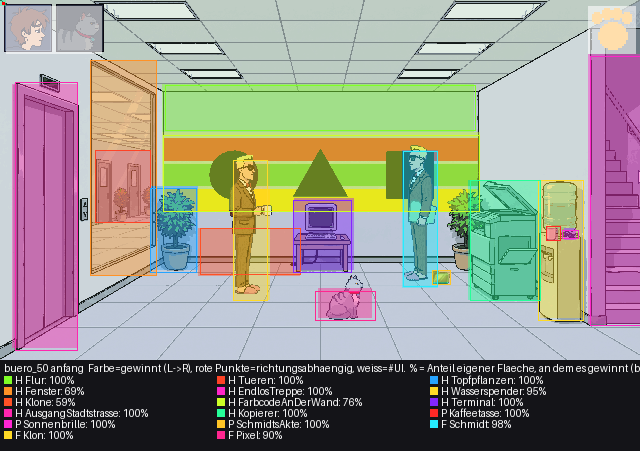 buero_50 anfang Farbe=gewinnt (L->R), rote Punkte=richtungsabhaengig, weiss=#UI. % = Anteil eigener Flaeche, an dem es gewinnt (b
H Flur: 100% H Tueren: 100% H Topfpflanzen: 100%
H Fenster: 69% H EndlosTreppe: 100% H Wasserspender: 95%
H Klone: 59% H FarbcodeAnDerWand: 76% H Terminal: 100%
H AusgangStadtstrasse: 100% H Kopierer: 100% P Kaffeetasse: 100%
P Sonnenbrille: 100% P SchmidtsAkte: 100% F Schmidt: 98%
F Klon: 100% F Pixel: 90%